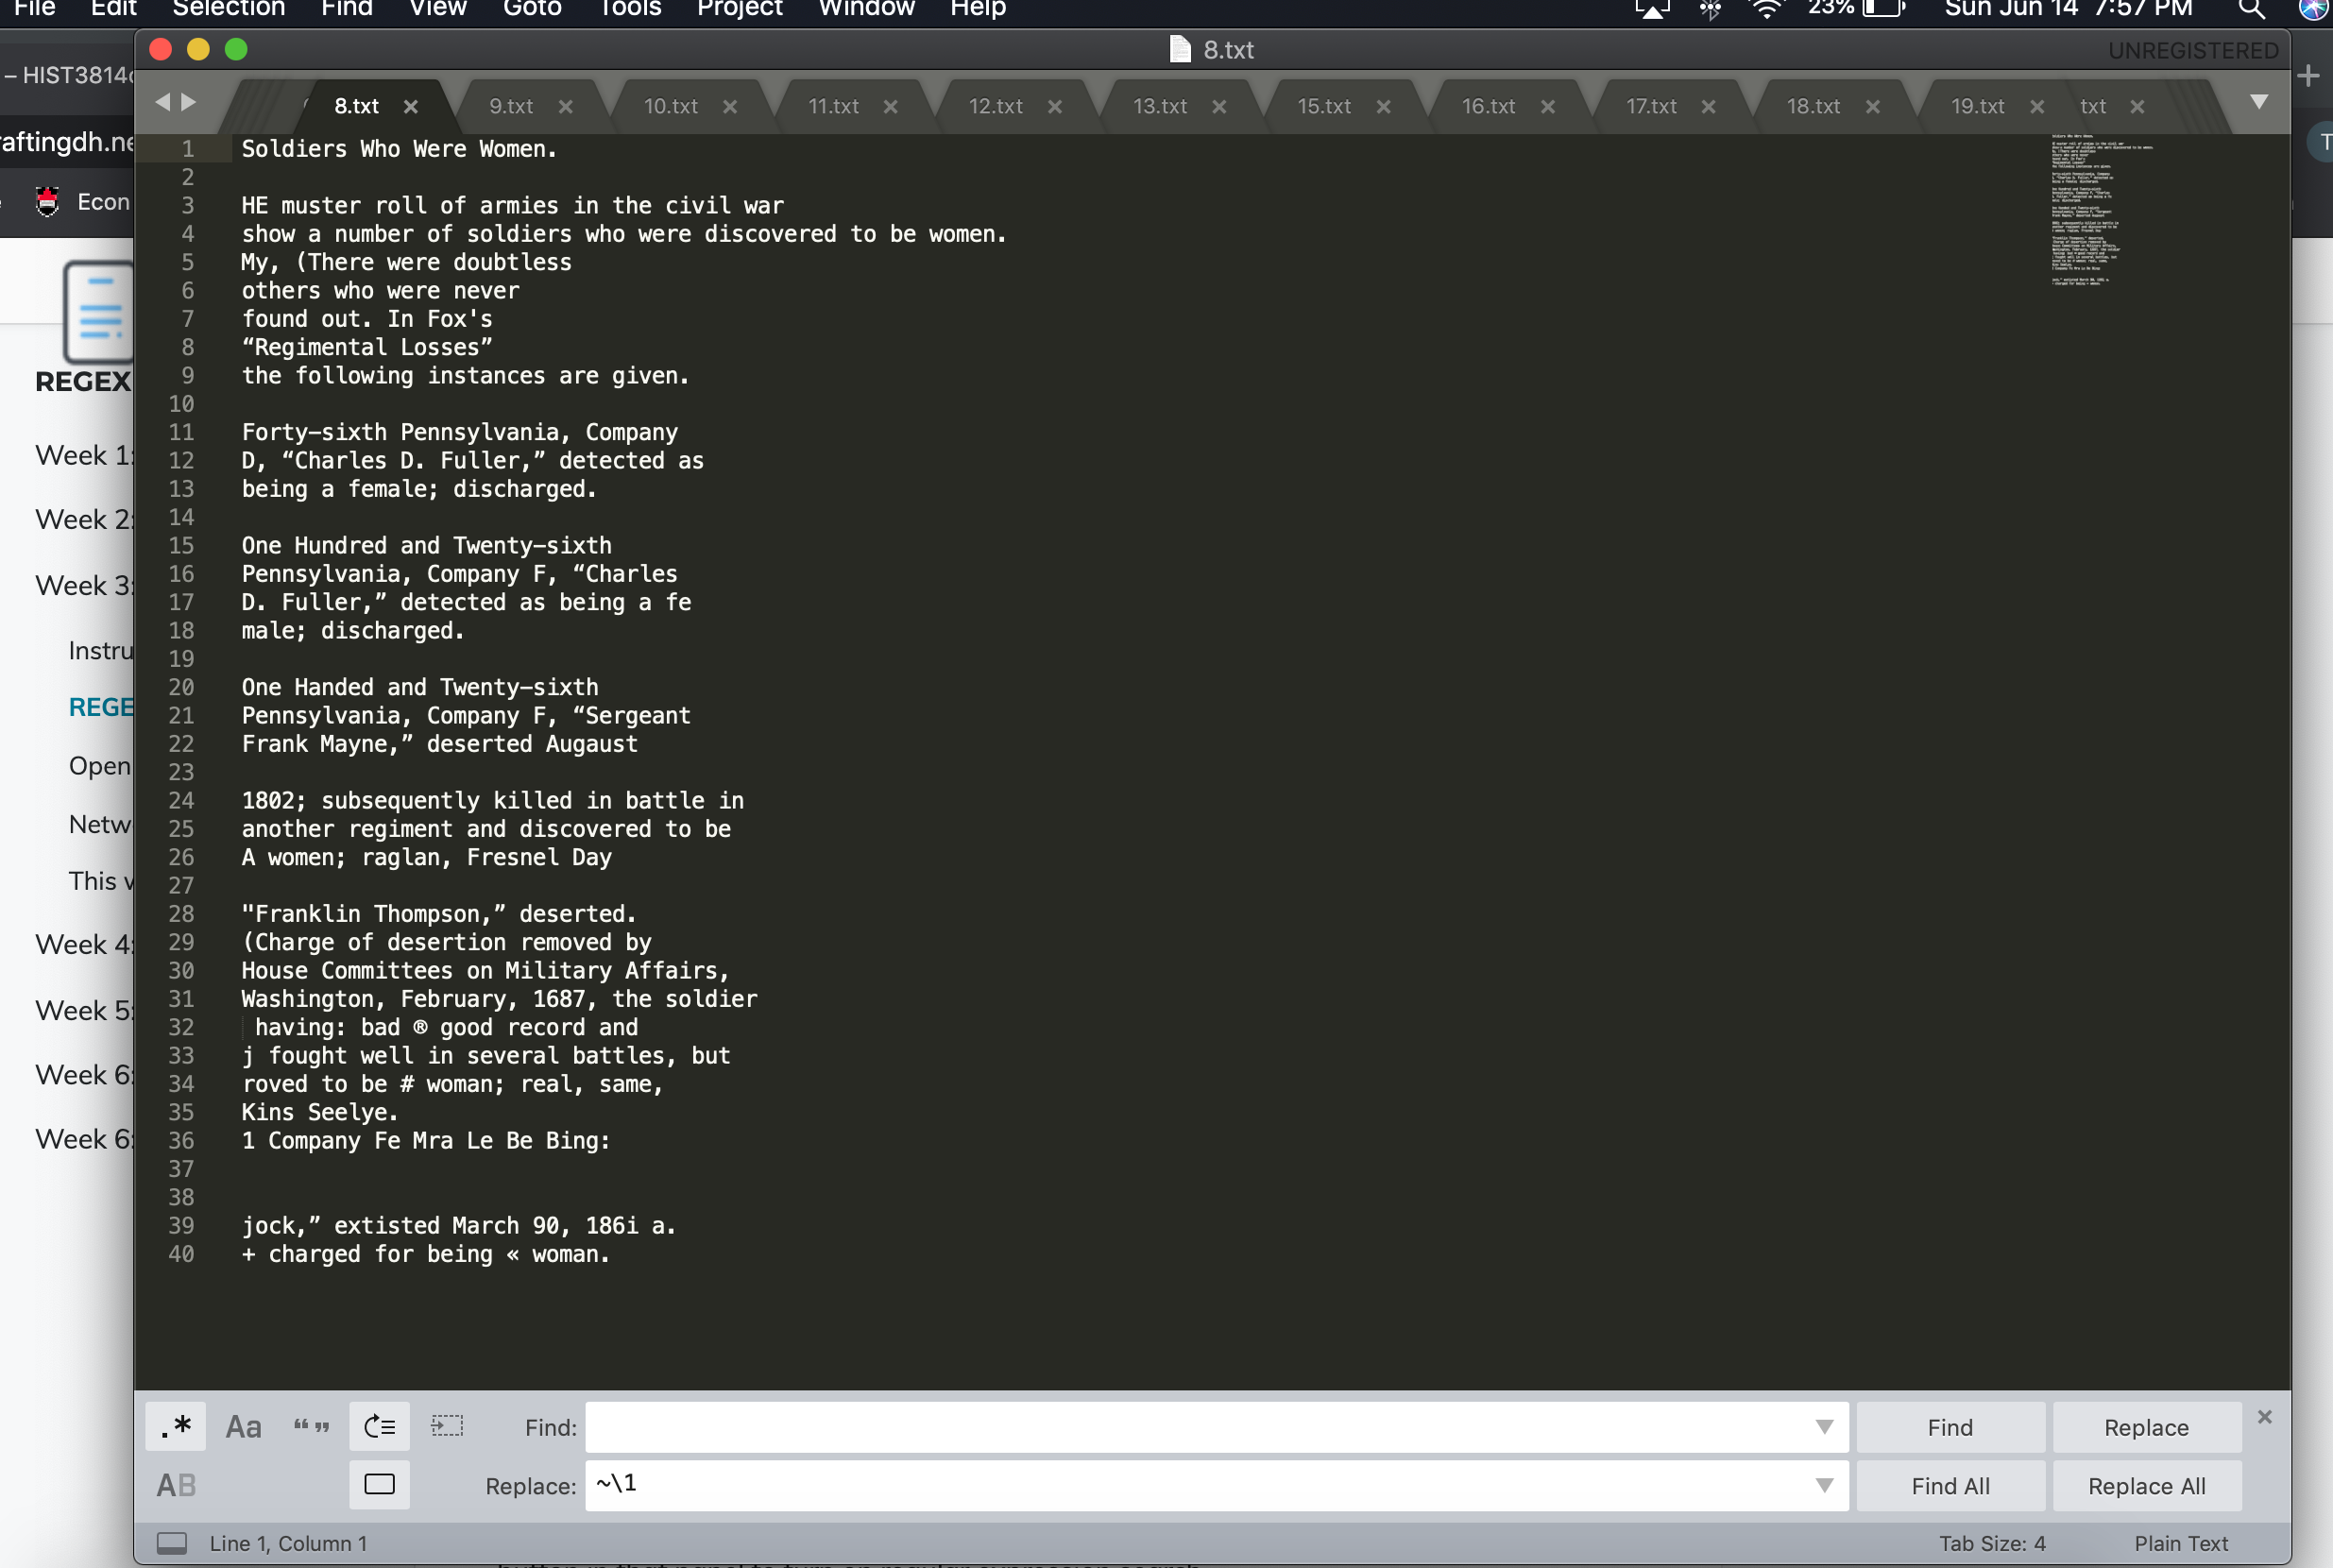 File Edit Selection Find View Goto Tools Project Window Help 23% Sun Jun 14 7:57 PM
8.txt UNREGISTERED
– HIST3814
8.txt × 9.txt × 10.txt × 11.txt × 12.txt × 13.txt × 15.txt × 16.txt × 17.txt × 18.txt × 19.txt × txt ×
raftingdh.ne
Econ
REGEX
Week 1:
Week 2:
Week 3:
Instru
REGE
Open
Netw
This w
Week 4:
Week 5:
Week 6:
Week 6:
1 Soldiers Who Were Women.
2
3 HE muster roll of armies in the civil war
4 show a number of soldiers who were discovered to be women.
5 My, (There were doubtless
6 others who were never
7 found out. In Fox's
8 “Regimental Losses”
9 the following instances are given.
10
11 Forty—sixth Pennsylvania, Company
12 D, “Charles D. Fuller,” detected as
13 being a female; discharged.
14
15 One Hundred and Twenty—sixth
16 Pennsylvania, Company F, “Charles
17 D. Fuller,” detected as being a fe
18 male; discharged.
19
20 One Handed and Twenty—sixth
21 Pennsylvania, Company F, “Sergeant
22 Frank Mayne,” deserted Augaust
23
24 1802; subsequently killed in battle in
25 another regiment and discovered to be
26 A women; raglan, Fresnel Day
27
28 "Franklin Thompson,” deserted.
29 (Charge of desertion removed by
30 House Committees on Military Affairs,
31 Washington, February, 1687, the soldier
32 having: bad ® good record and
33 j fought well in several battles, but
34 roved to be # woman; real, same,
35 Kins Seelye.
36 1 Company Fe Mra Le Be Bing:
37
38
39 jock,” extisted March 90, 186i a.
40 + charged for being « woman.
.* Aa “” Find: Find Replace ×
AB Replace: ~\1 Find All Replace All
Line 1, Column 1 Tab Size: 4 Plain Text